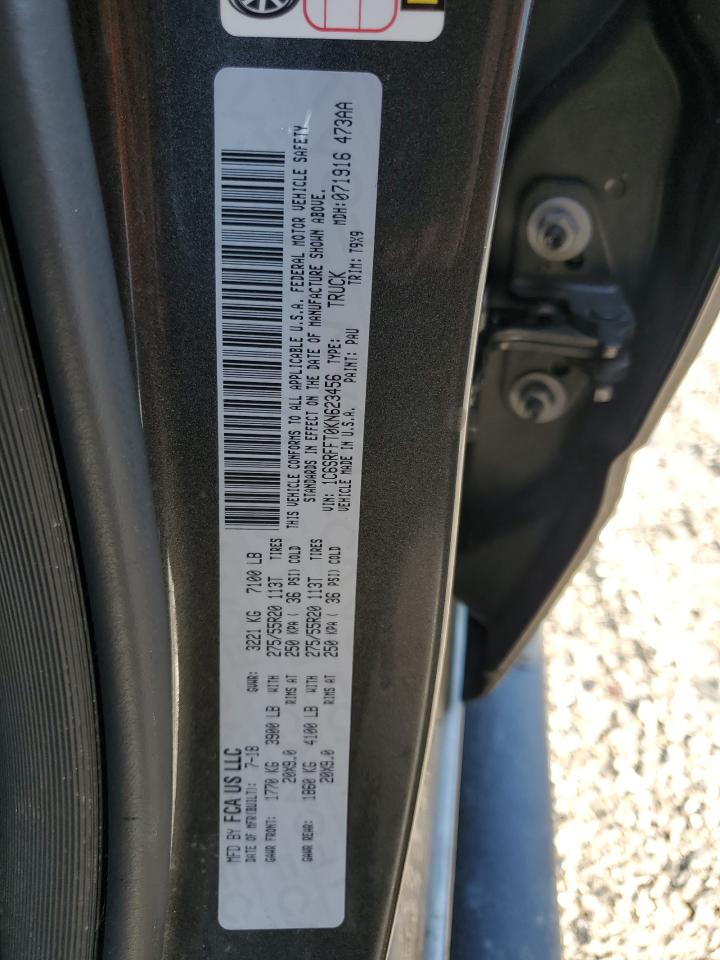 MFD BY FCA US LLC
DATE OF MFR(BUILT): 7-18 GVWR: 3221 KG 7100 LB
GAWR FRONT: 1770 KG 3900 LB WITH 275/55R20 113T TIRES
20X9.0 RIMS AT 250 KPA ( 36 PSI) COLD
GAWR REAR: 1860 KG 4100 LB WITH 275/55R20 113T TIRES
20X9.0 RIMS AT 250 KPA ( 36 PSI) COLD
THIS VEHICLE CONFORMS TO ALL APPLICABLE U.S.A. FEDERAL MOTOR VEHICLE SAFETY
STANDARDS IN EFFECT ON THE DATE OF MANUFACTURE SHOWN ABOVE.
VIN: 1C6SRFFT0KN623456 TYPE: TRUCK MDH:071916 473AA
VEHICLE MADE IN U.S.A. PAINT: PAU TRIM: T9X9